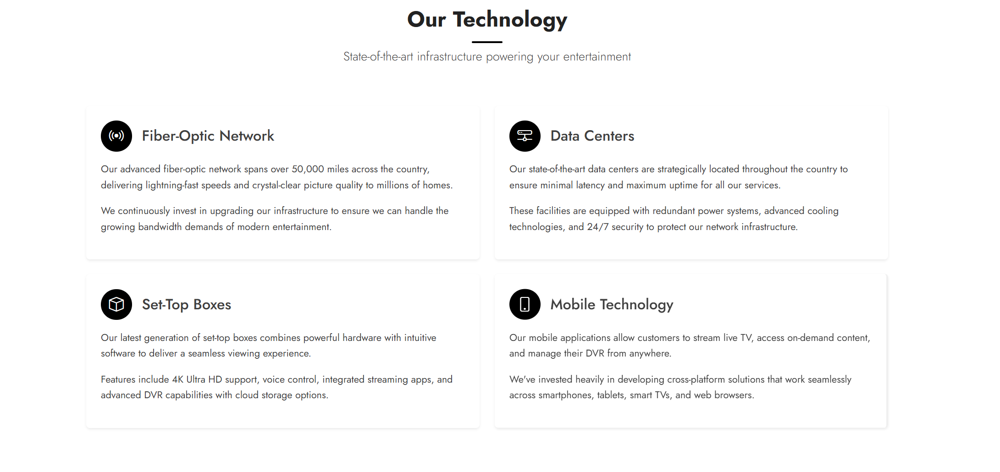 Our Technology
State-of-the-art infrastructure powering your entertainment
Fiber-Optic Network
Our advanced fiber-optic network spans over 50,000 miles across the country,
delivering lightning-fast speeds and crystal-clear picture quality to millions of homes.
We continuously invest in upgrading our infrastructure to ensure we can handle the
growing bandwidth demands of modern entertainment.
Data Centers
Our state-of-the-art data centers are strategically located throughout the country to
ensure minimal latency and maximum uptime for all our services.
These facilities are equipped with redundant power systems, advanced cooling
technologies, and 24/7 security to protect our network infrastructure.
Set-Top Boxes
Our latest generation of set-top boxes combines powerful hardware with intuitive
software to deliver a seamless viewing experience.
Features include 4K Ultra HD support, voice control, integrated streaming apps, and
advanced DVR capabilities with cloud storage options.
Mobile Technology
Our mobile applications allow customers to stream live TV, access on-demand content,
and manage their DVR from anywhere.
We've invested heavily in developing cross-platform solutions that work seamlessly
across smartphones, tablets, smart TVs, and web browsers.